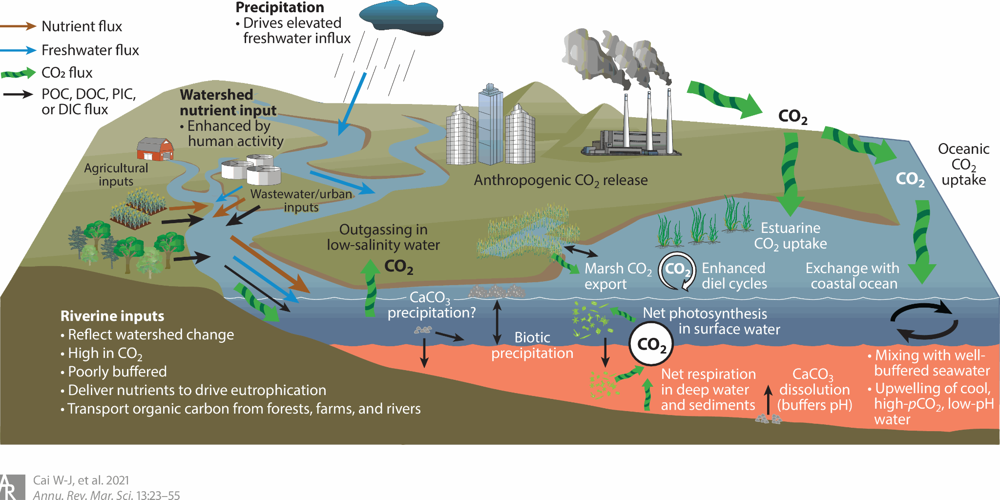 Precipitation
• Drives elevated
freshwater influx
Nutrient flux
Freshwater flux
CO₂ flux
POC, DOC, PIC,
or DIC flux
Watershed
nutrient input
• Enhanced by
human activity
CO₂
Oceanic
CO₂
uptake
CO₂
Agricultural
inputs
Anthropogenic CO₂ release
Wastewater/urban
inputs
Outgassing in
low-salinity water
CO₂
Estuarine
CO₂ uptake
Marsh CO₂
export
CO₂
Enhanced
diel cycles
Exchange with
coastal ocean
CaCO₃
precipitation?
Riverine inputs
• Reflect watershed change
• High in CO₂
• Poorly buffered
• Deliver nutrients to drive eutrophication
• Transport organic carbon from forests, farms, and rivers
Net photosynthesis
in surface water
Biotic
precipitation
CO₂
Net respiration
in deep water
and sediments
CaCO₃
dissolution
(buffers pH)
• Mixing with well-
buffered seawater
• Upwelling of cool,
high-pCO₂, low-pH
water
AR
Cai W-J, et al. 2021
Annu. Rev. Mar. Sci. 13:23–55